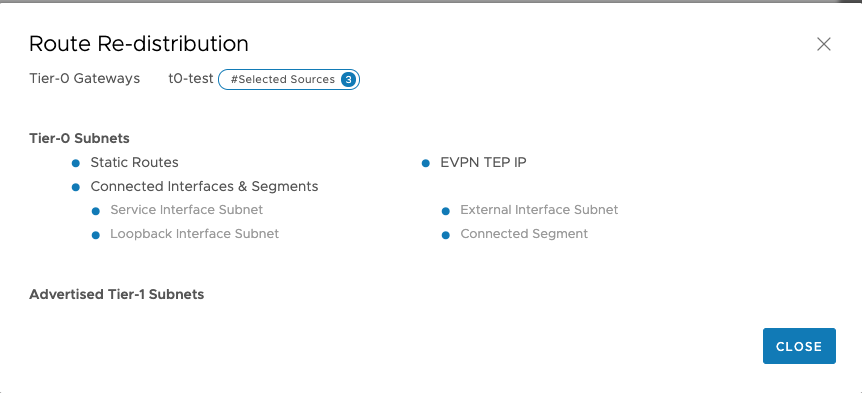 Route Re-distribution
Tier-0 Gateways t0-test #Selected Sources 3
Tier-0 Subnets
Static Routes EVPN TEP IP
Connected Interfaces & Segments
Service Interface Subnet External Interface Subnet
Loopback Interface Subnet Connected Segment
Advertised Tier-1 Subnets
CLOSE